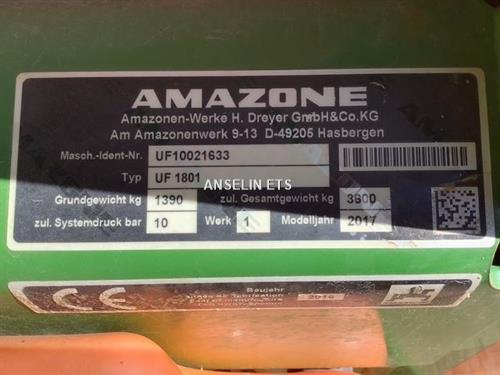 AMAZONE
Amazonen-Werke H. Dreyer GmbH&Co.KG
Am Amazonenwerk 9-13 D-49205 Hasbergen
Masch.-Ident-Nr. UF10021633
Typ UF 1801
ANSELIN ETS
Grundgewicht kg 1390 zul. Gesamtgewicht kg 3800
zul. Systemdruck bar 10 Werk 1 Modelljahr 2017
CE Baujahr
2016